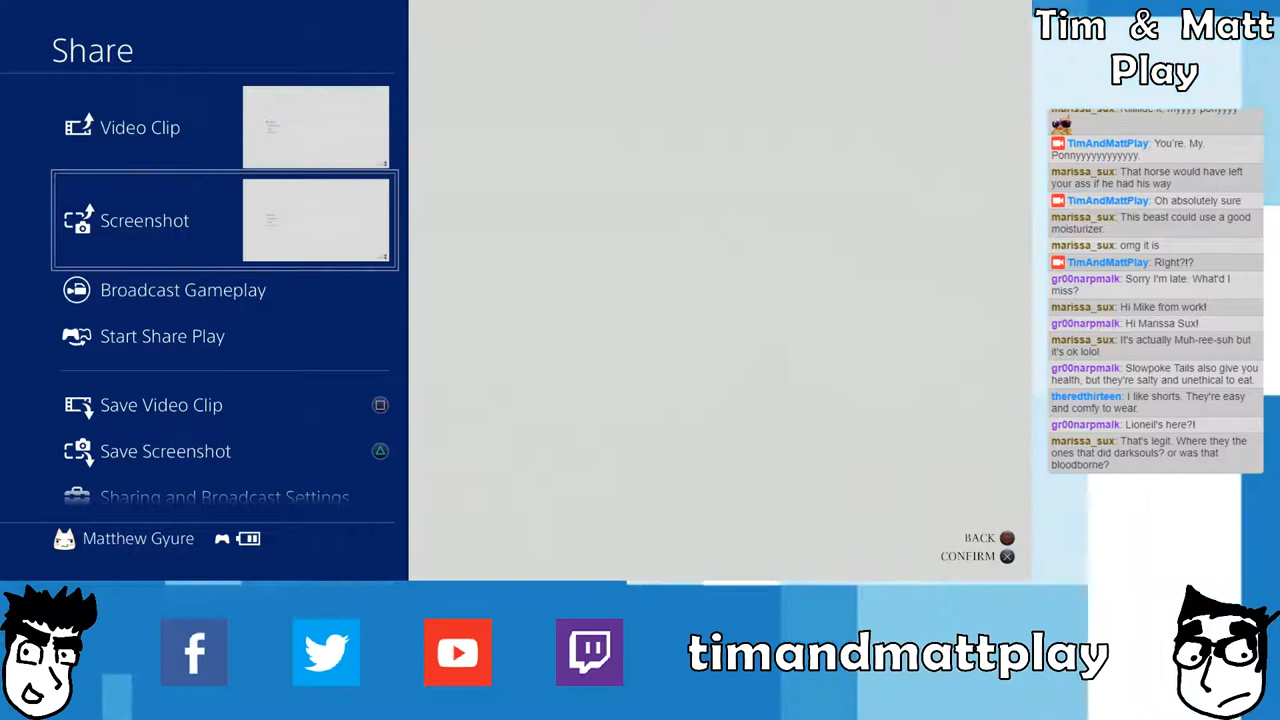 Share
Video Clip
Screenshot
Broadcast Gameplay
Start Share Play
Save Video Clip
Save Screenshot
Sharing and Broadcast Settings
Matthew Gyure
BACK
CONFIRM
Tim & Matt
Play
marissa_sux:
TimAndMattPlay: You're. My.
Ponnyyyyyyyyyyy.
marissa_sux: That horse would have left
your ass if he had his way
TimAndMattPlay: Oh absolutely sure
marissa_sux: This beast could use a good
moisturizer.
marissa_sux: omg it is
TimAndMattPlay: Right?!?
gr00narpmalk: Sorry I'm late. What'd I
miss?
marissa_sux: Hi Mike from work!
gr00narpmalk: Hi Marissa Sux!
marissa_sux: It's actually Muh-ree-suh but
it's ok lolol
gr00narpmalk: Slowpoke Tails also give you
health, but they're salty and unethical to eat.
theredthirteen: I like shorts. They're easy
and comfy to wear.
gr00narpmalk: Lioneil's here?!
marissa_sux: That's legit. Where they the
ones that did darksouls? or was that
bloodborne?
timandmattplay